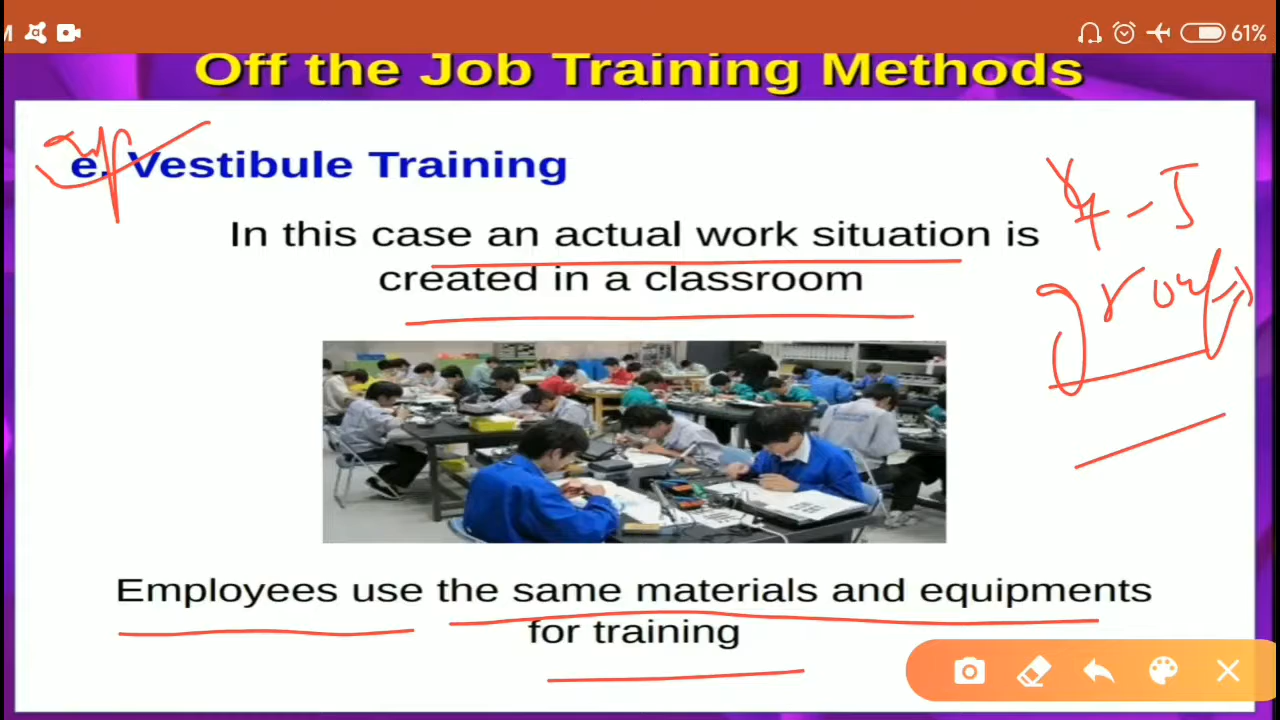 M 61%
Off the Job Training Methods
e. Vestibule Training
In this case an actual work situation is
created in a classroom
Employees use the same materials and equipments
for training